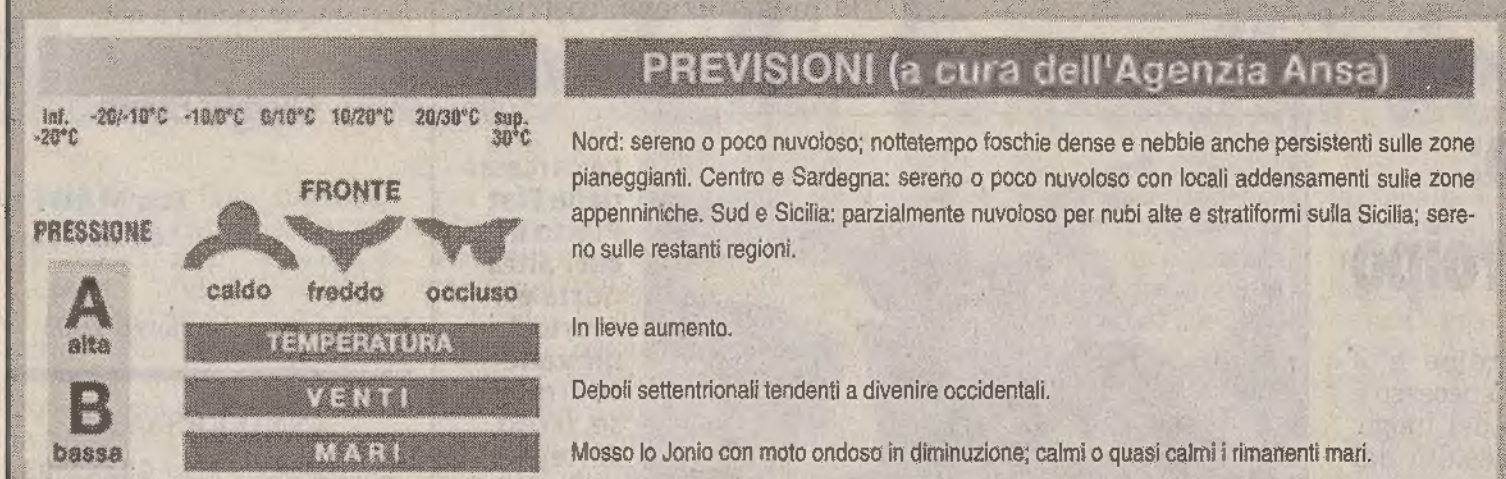 PREVISIONI (a cura dell'Agenzia Ansa)
inf. -20/-10°C -10/0°C 0/10°C 10/20°C 20/30°C sup.
-20°C 30°C
Nord: sereno o poco nuvoloso; nottetempo foschie dense e nebbie anche persistenti sulle zone
pianeggianti. Centro e Sardegna: sereno o poco nuvoloso con locali addensamenti sulle zone
appenniniche. Sud e Sicilia: parzialmente nuvoloso per nubi alte e stratiformi sulla Sicilia; sere-
no sulle restanti regioni.
FRONTE
PRESSIONE
caldo freddo occluso
A
alta
TEMPERATURA
In lieve aumento.
B
bassa
VENTI
Deboli settentrionali tendenti a divenire occidentali.
MARI
Mosso lo Jonio con moto ondoso in diminuzione; calmi o quasi calmi i rimanenti mari.